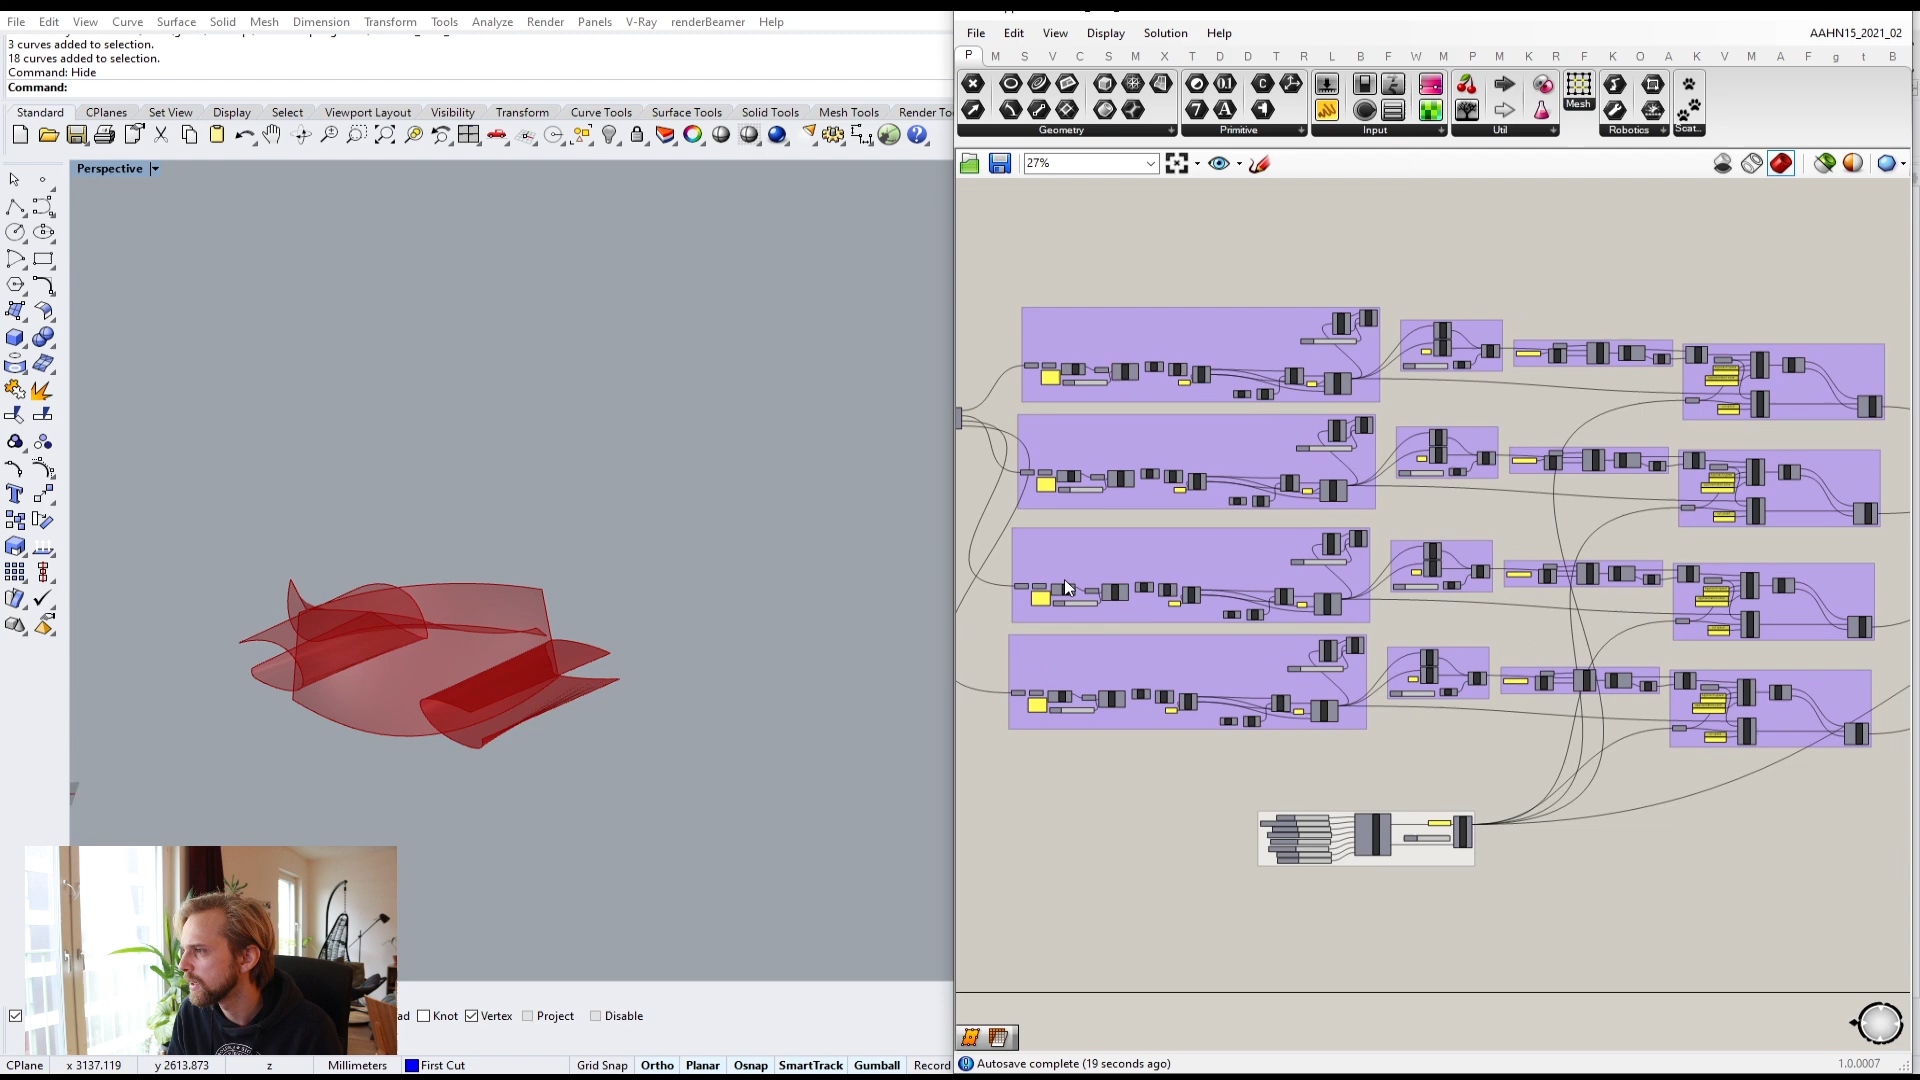 File Edit View Curve Surface Solid Mesh Dimension Transform Tools Analyze Render Panels V-Ray renderBeamer Help
3 curves added to selection.
18 curves added to selection.
Command: Hide
Command:
Standard CPlanes Set View Display Select Viewport Layout Visibility Transform Curve Tools Surface Tools Solid Tools Mesh Tools Render To
Perspective
ad Knot Vertex Project Disable
CPlane x 3137.119 y 2613.873 z Millimeters First Cut Grid Snap Ortho Planar Osnap SmartTrack Gumball Record
File Edit View Display Solution Help AAHN15_2021_02
P M S V C S M X T D D T L B F W M P M K R F K O A K V M A F g t B
Mesh
Geometry Primitive Input Util Robotics Scat...
27%
Autosave complete (19 seconds ago) 1.0.0007